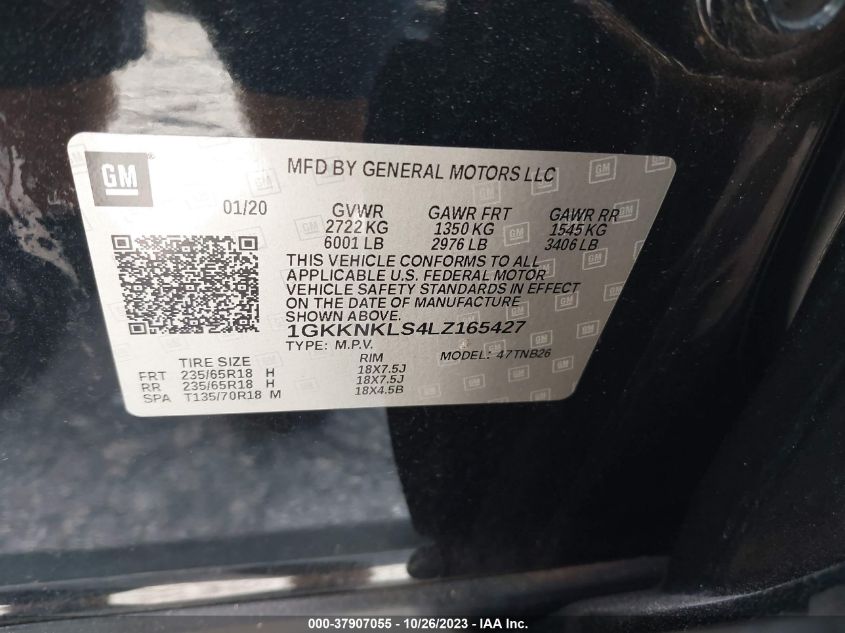 GM
MFD BY GENERAL MOTORS LLC
01/20 GVWR GAWR FRT GAWR RR
2722 KG 1350 KG 1545 KG
6001 LB 2976 LB 3406 LB
THIS VEHICLE CONFORMS TO ALL
APPLICABLE U.S. FEDERAL MOTOR
VEHICLE SAFETY STANDARDS IN EFFECT
ON THE DATE OF MANUFACTURE
SHOWN ABOVE.
1GKKNKLS4LZ165427
TYPE: M.P.V. MODEL: 47TNB26
TIRE SIZE RIM
FRT 235/65R18 H 18X7.5J
RR 235/65R18 H 18X7.5J
SPA T135/70R18 M 18X4.5B
000-37907055 - 10/26/2023 - IAA Inc.